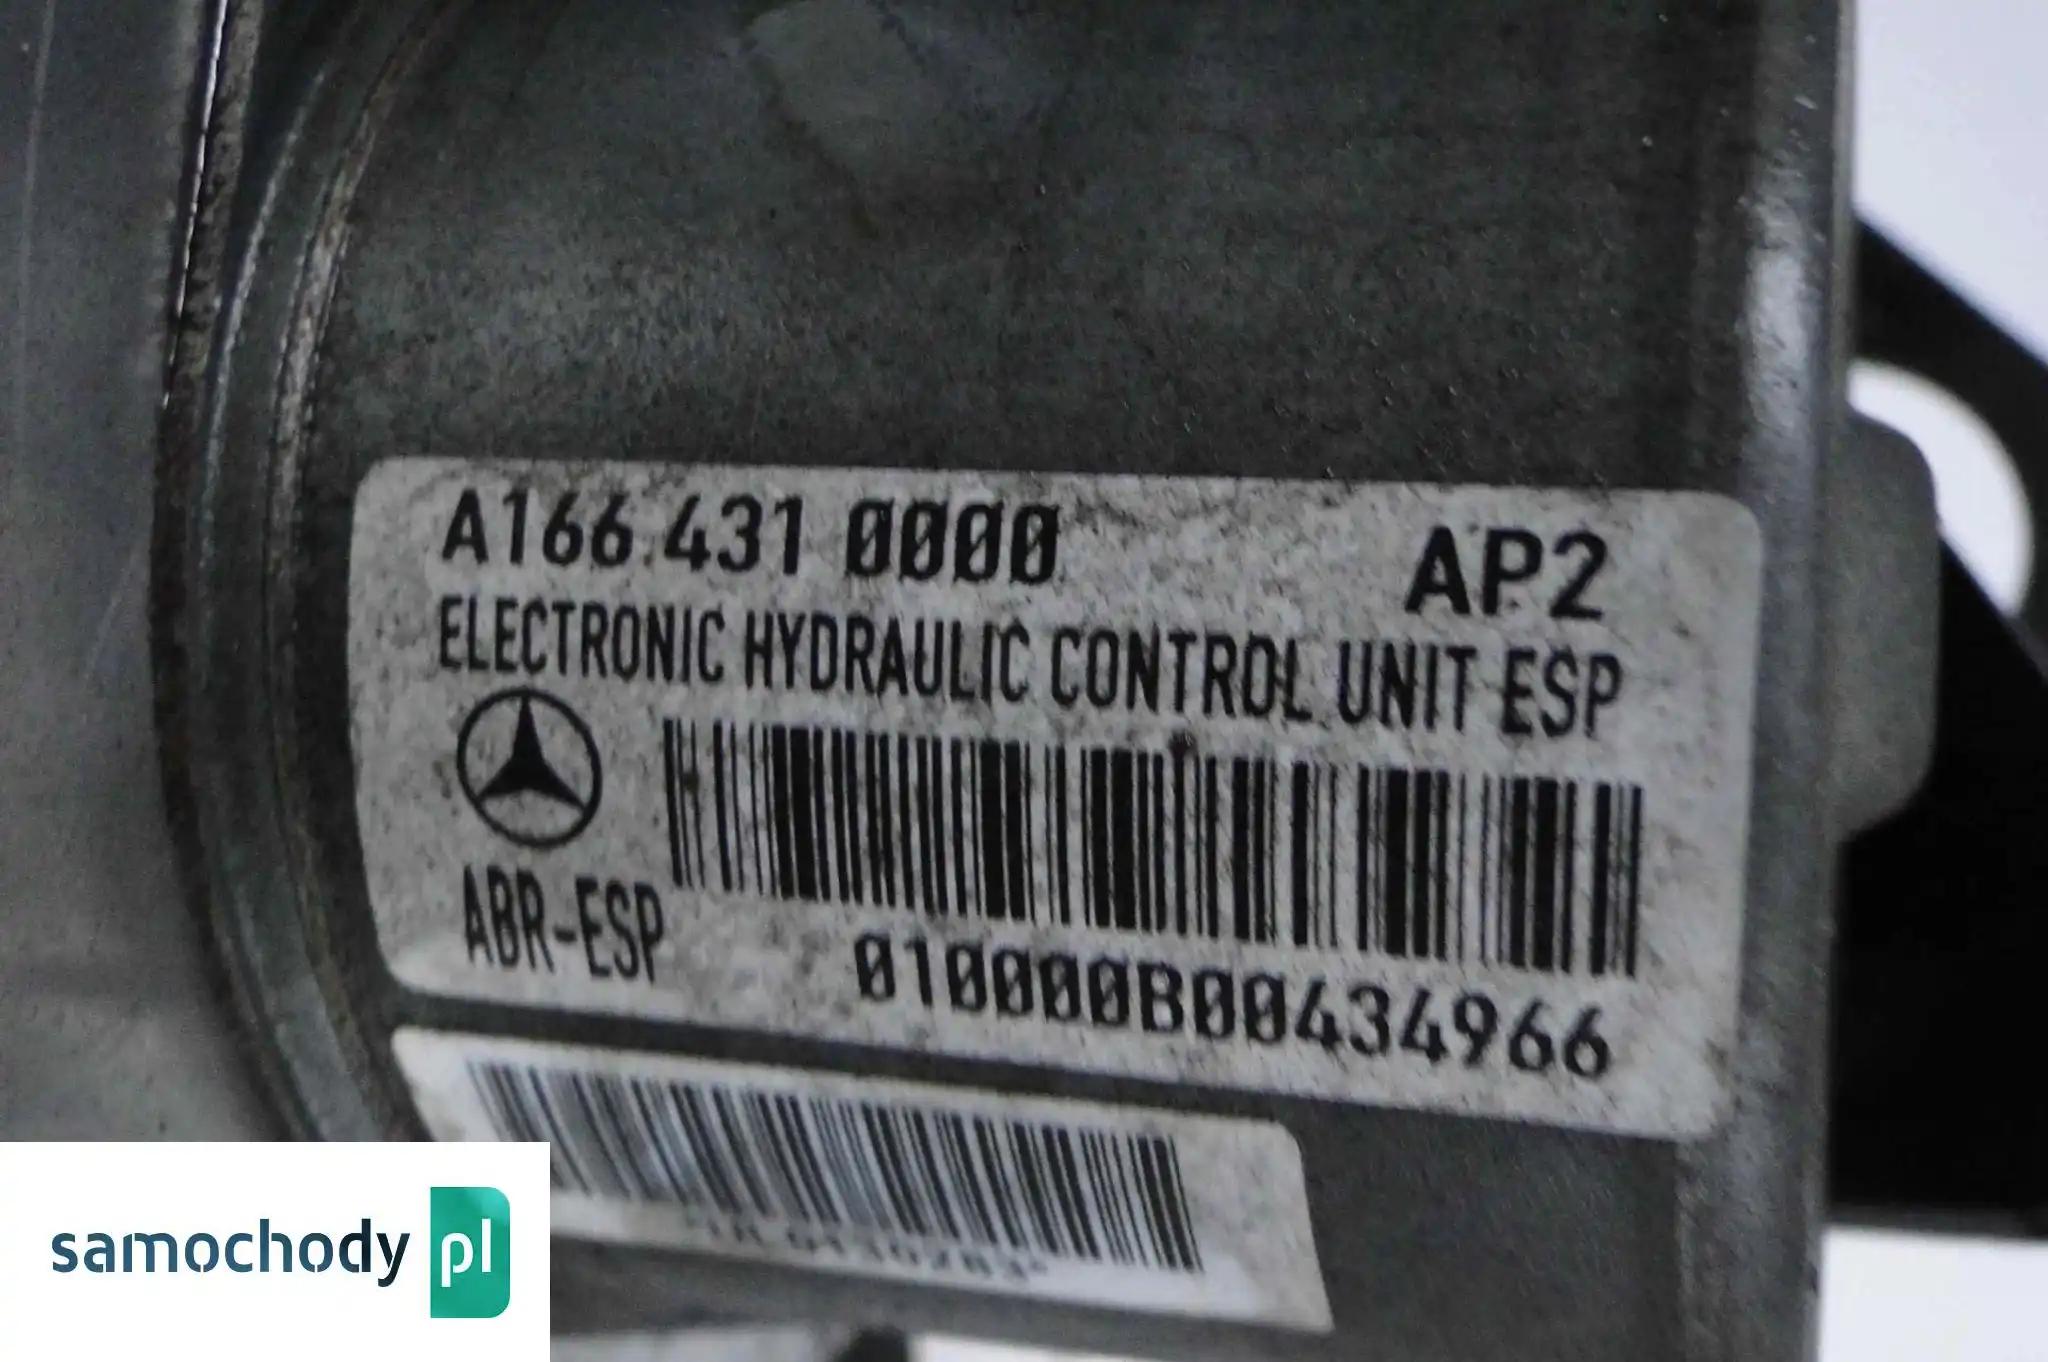 A166 431 0000 AP2
ELECTRONIC HYDRAULIC CONTROL UNIT ESP
ABR-ESP
010000B00434966
samochody pl